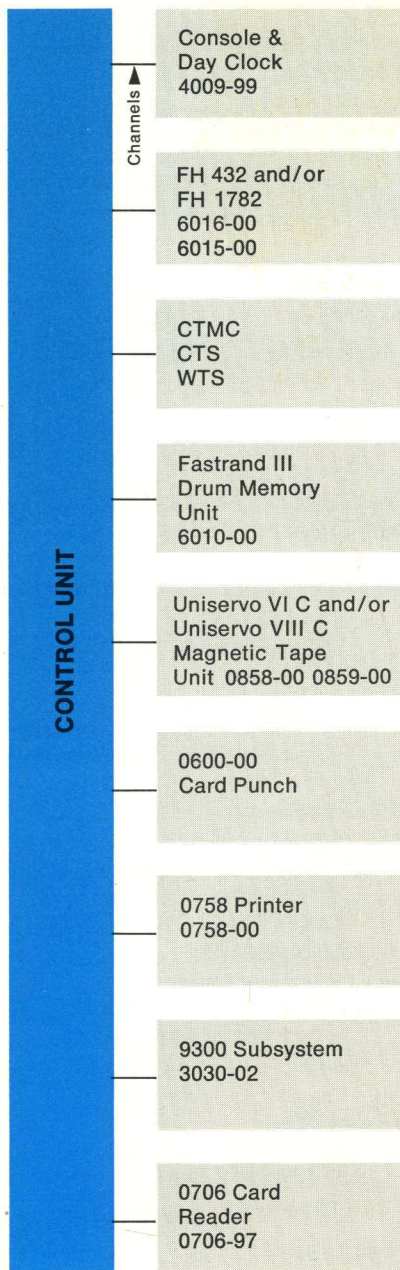 Console &
Day Clock
4009-99
Channels ▶
FH 432 and/or
FH 1782
6016-00
6015-00
CTMC
CTS
WTS
Fastrand III
Drum Memory
Unit
6010-00
CONTROL UNIT
Uniservo VI C and/or
Uniservo VIII C
Magnetic Tape
Unit 0858-00 0859-00
0600-00
Card Punch
0758 Printer
0758-00
9300 Subsystem
3030-02
0706 Card
Reader
0706-97